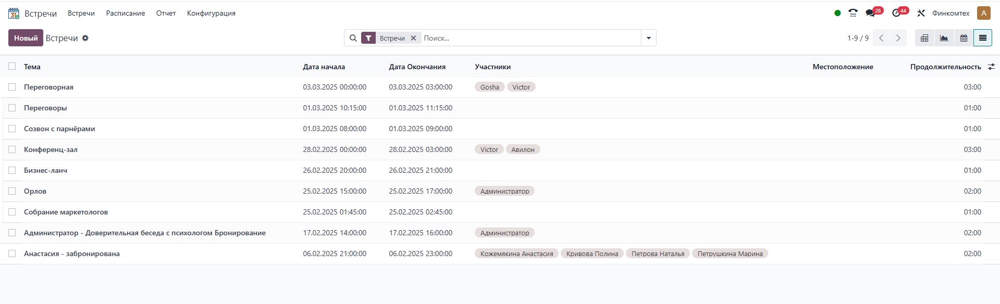 Встречи Встречи Расписание Отчет Конфигурация 28 44 Финкомтех A
Новый Встречи Встречи Поиск... 1-9 / 9
Тема Дата начала Дата Окончания Участники Местоположение Продолжительность
Переговорная 03.03.2025 00:00:00 03.03.2025 03:00:00 Gosha Victor 03:00
Переговоры 01.03.2025 10:15:00 01.03.2025 11:15:00 01:00
Созвон с парнёрами 01.03.2025 08:00:00 01.03.2025 09:00:00 01:00
Конференц-зал 28.02.2025 00:00:00 28.02.2025 03:00:00 Victor Авилон 03:00
Бизнес-ланч 26.02.2025 20:00:00 26.02.2025 21:00:00 01:00
Орлов 25.02.2025 15:00:00 25.02.2025 17:00:00 Администратор 02:00
Собрание маркетологов 25.02.2025 01:45:00 25.02.2025 02:45:00 01:00
Администратор - Доверительная беседа с психологом Бронирование 17.02.2025 14:00:00 17.02.2025 16:00:00 Администратор 02:00
Анастасия - забронирована 06.02.2025 21:00:00 06.02.2025 23:00:00 Кожемякина Анастасия Кривова Полина Петрова Наталья Петрушкина Марина 02:00